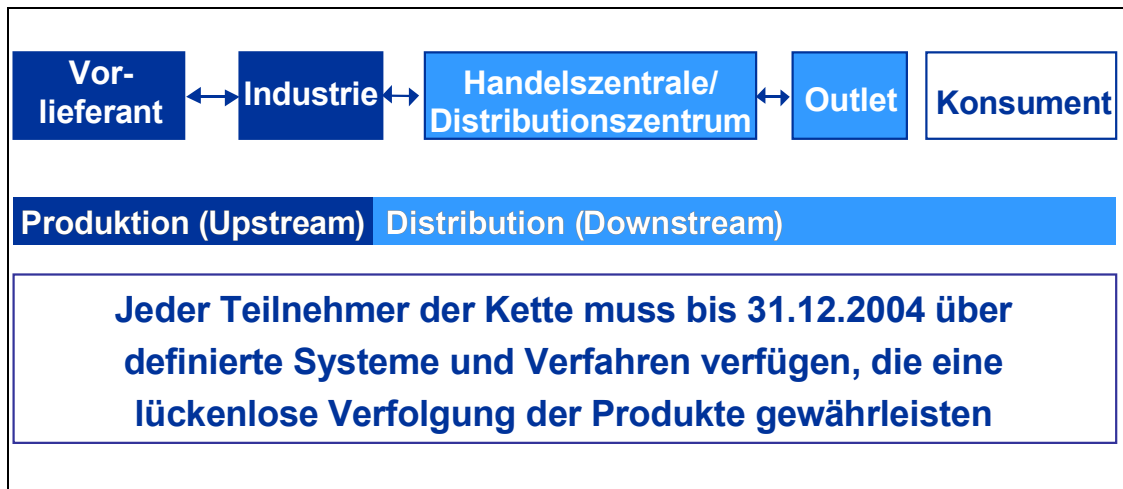 Vor-
lieferant
Industrie
Handelszentrale/
Distributionszentrum
Outlet
Konsument
Produktion (Upstream)
Distribution (Downstream)
Jeder Teilnehmer der Kette muss bis 31.12.2004 über
definierte Systeme und Verfahren verfügen, die eine
lückenlose Verfolgung der Produkte gewährleisten